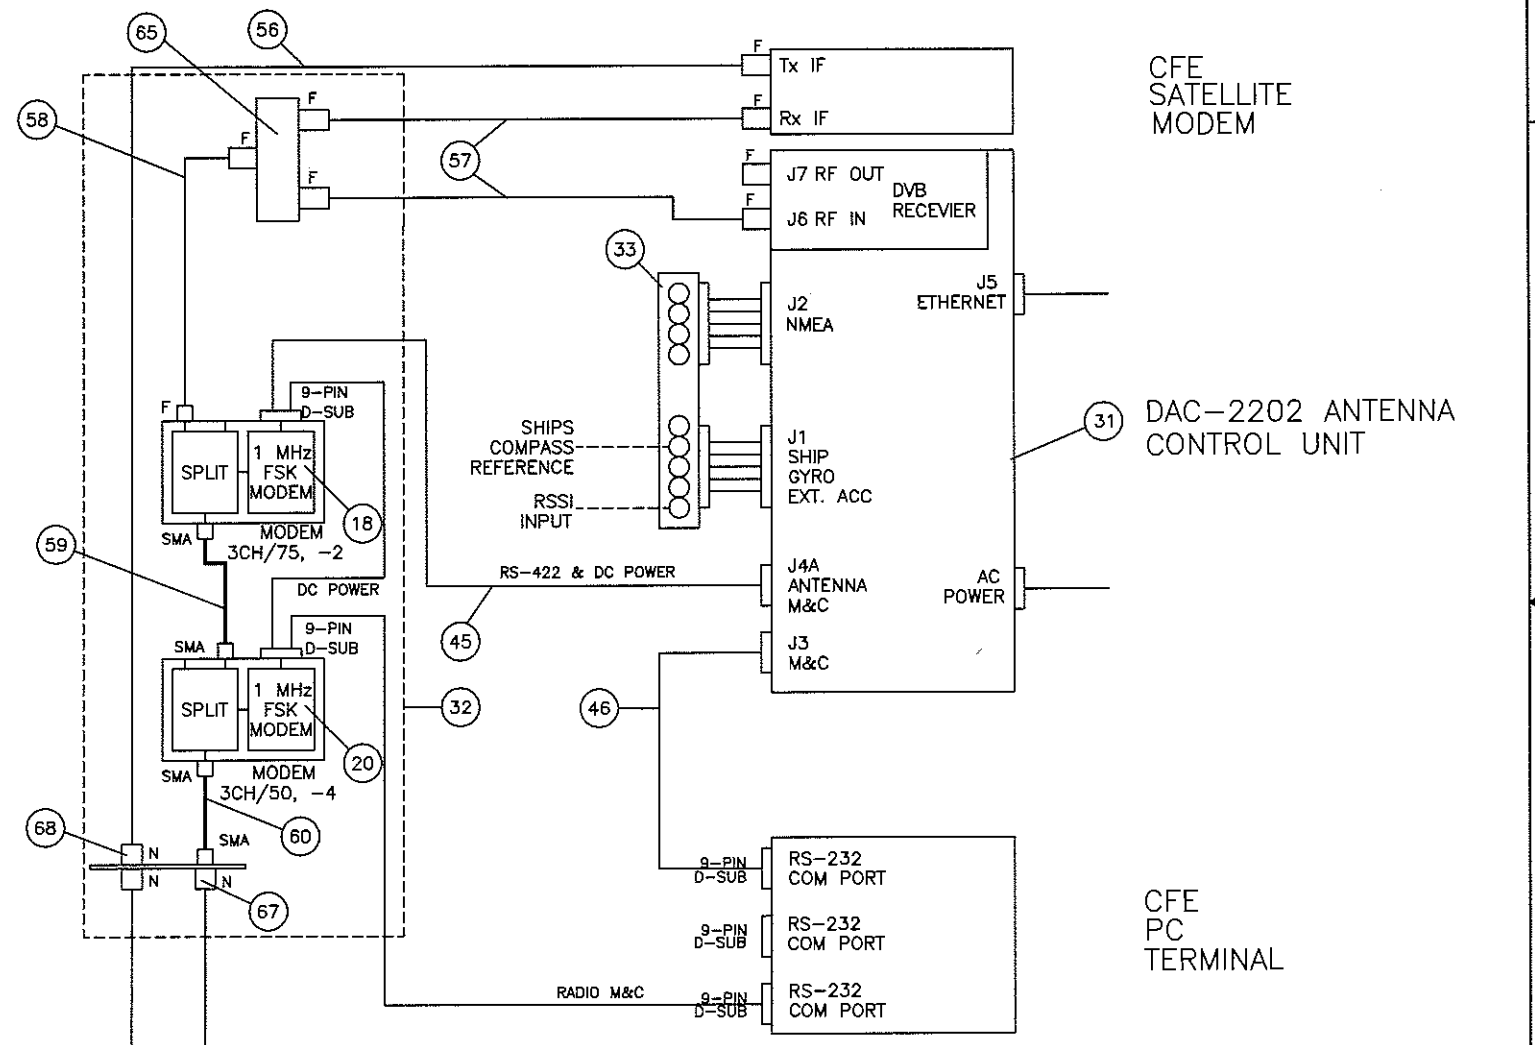 65
56
58
F
Tx IF
F
Rx IF
CFE
SATELLITE
MODEM
F
F
F
57
F
J7 RF OUT
F
J6 RF IN
DVB
RECEVIER
33
J5
ETHERNET
J2
NMEA
9-PIN
D-SUB
F
SPLIT
1 MHz
FSK
MODEM
18
SMA
MODEM
3CH/75, -2
SHIPS
COMPASS
REFERENCE
RSSI
INPUT
J1
SHIP
GYRO
EXT. ACC
31
DAC-2202 ANTENNA
CONTROL UNIT
59
DC POWER
RS-422 & DC POWER
J4A
ANTENNA
M&C
AC
POWER
45
J3
M&C
9-PIN
D-SUB
SMA
SPLIT
1 MHz
FSK
MODEM
20
32
46
SMA
MODEM
3CH/50, -4
60
68
N
N
SMA
N
67
9-PIN
D-SUB
RS-232
COM PORT
9-PIN
D-SUB
RS-232
COM PORT
RADIO M&C
9-PIN
D-SUB
RS-232
COM PORT
CFE
PC
TERMINAL